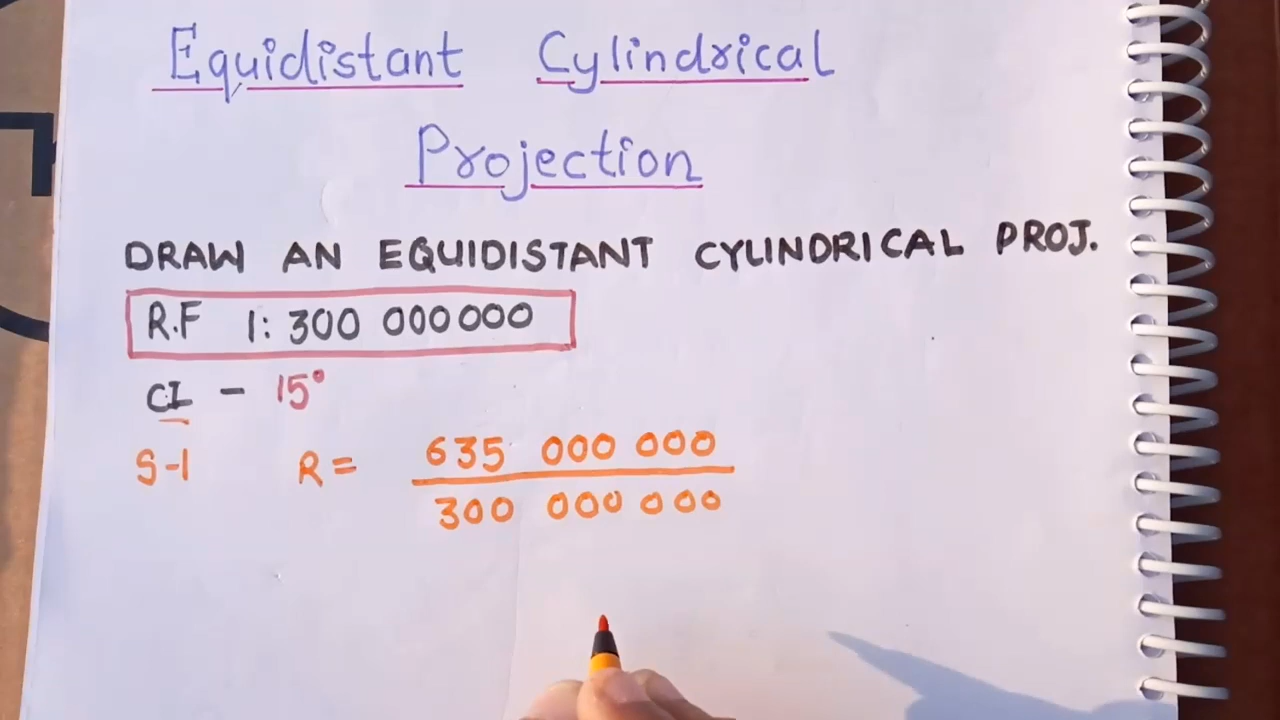 Equidistant Cylindrical
Projection
DRAW AN EQUIDISTANT CYLINDRICAL PROJ.
R.F 1: 300 000000
CI - 15°
S-1 R = 635 000 000
300 000 000